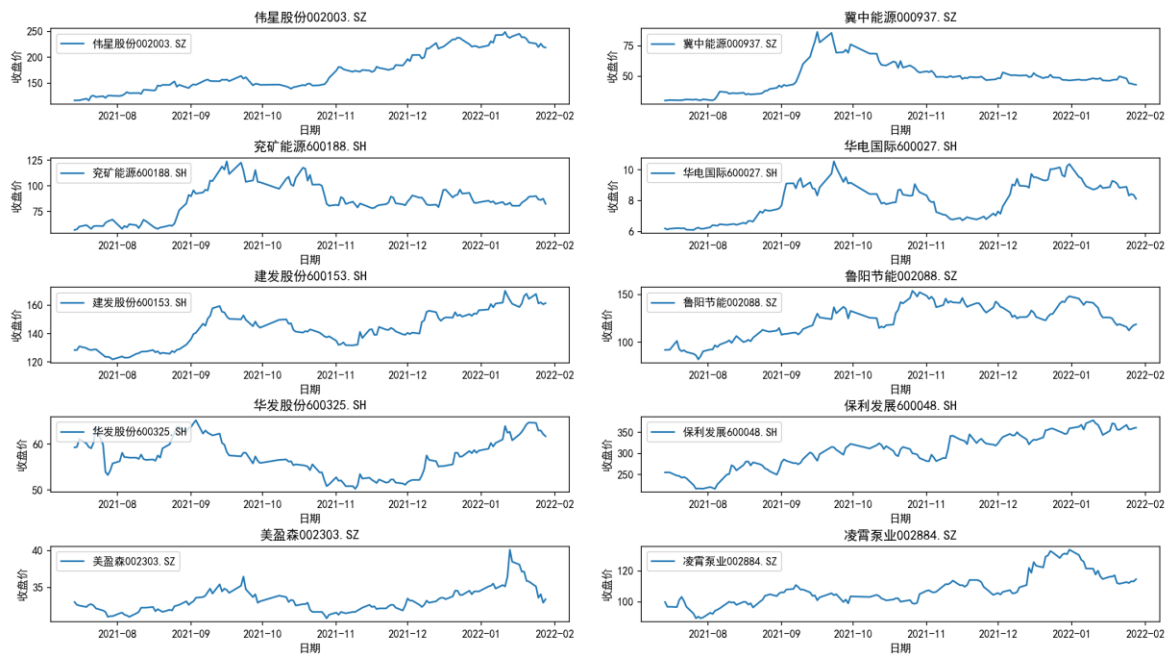 伟星股份002003.SZ
伟星股份002003.SZ
收盘价
250
200
150
2021-08 2021-09 2021-10 2021-11 2021-12 2022-01 2022-02
日期
冀中能源000937.SZ
冀中能源000937.SZ
收盘价
75
50
2021-08 2021-09 2021-10 2021-11 2021-12 2022-01 2022-02
日期
兖矿能源600188.SH
兖矿能源600188.SH
收盘价
125
100
75
2021-08 2021-09 2021-10 2021-11 2021-12 2022-01 2022-02
日期
华电国际600027.SH
华电国际600027.SH
收盘价
10
8
6
2021-08 2021-09 2021-10 2021-11 2021-12 2022-01 2022-02
日期
建发股份600153.SH
建发股份600153.SH
收盘价
160
140
120
2021-08 2021-09 2021-10 2021-11 2021-12 2022-01 2022-02
日期
鲁阳节能002088.SZ
鲁阳节能002088.SZ
收盘价
150
100
2021-08 2021-09 2021-10 2021-11 2021-12 2022-01 2022-02
日期
华发股份600325.SH
华发股份600325.SH
收盘价
60
50
2021-08 2021-09 2021-10 2021-11 2021-12 2022-01 2022-02
日期
保利发展600048.SH
保利发展600048.SH
收盘价
350
300
250
2021-08 2021-09 2021-10 2021-11 2021-12 2022-01 2022-02
日期
美盈森002303.SZ
美盈森002303.SZ
收盘价
40
35
2021-08 2021-09 2021-10 2021-11 2021-12 2022-01 2022-02
日期
凌霄泵业002884.SZ
凌霄泵业002884.SZ
收盘价
120
100
2021-08 2021-09 2021-10 2021-11 2021-12 2022-01 2022-02
日期